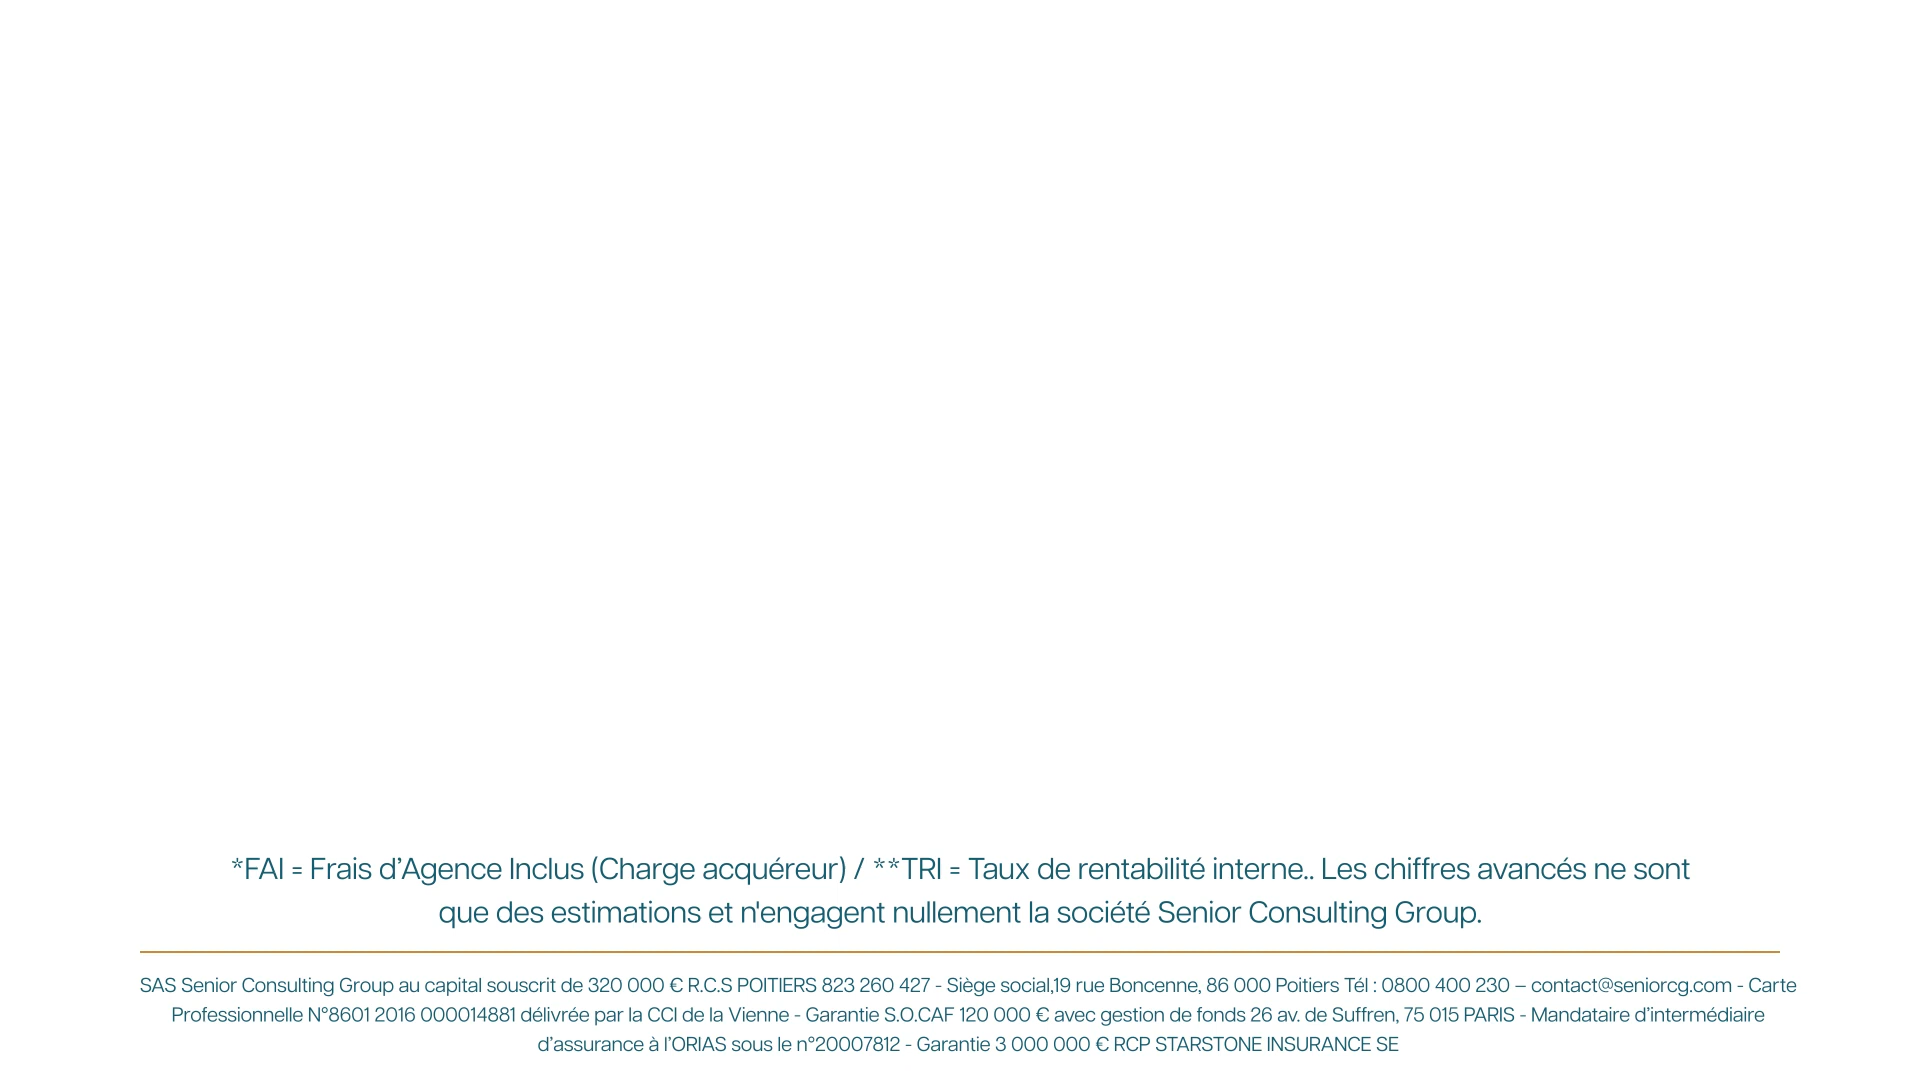 *FAI = Frais d’Agence Inclus (Charge acquéreur) / **TRI = Taux de rentabilité interne.. Les chiffres avancés ne sont
que des estimations et n'engagent nullement la société Senior Consulting Group.
SAS Senior Consulting Group au capital souscrit de 320 000 € R.C.S POITIERS 823 260 427 - Siège social,19 rue Boncenne, 86 000 Poitiers Tél : 0800 400 230 – contact@seniorcg.com - Carte
Professionnelle N°8601 2016 000014881 délivrée par la CCI de la Vienne - Garantie S.O.CAF 120 000 € avec gestion de fonds 26 av. de Suffren, 75 015 PARIS - Mandataire d’intermédiaire
d’assurance à l’ORIAS sous le n°20007812 - Garantie 3 000 000 € RCP STARSTONE INSURANCE SE